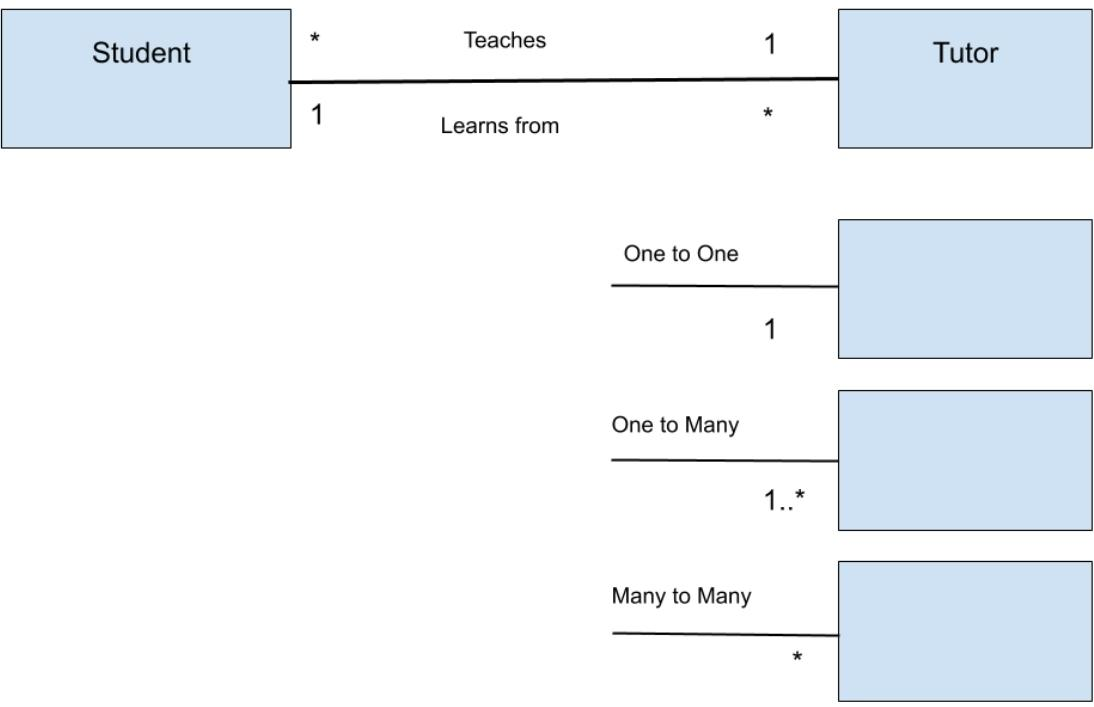 Student
*
Teaches
1
Tutor
1
Learns from
*
One to One
1
One to Many
1..*
Many to Many
*